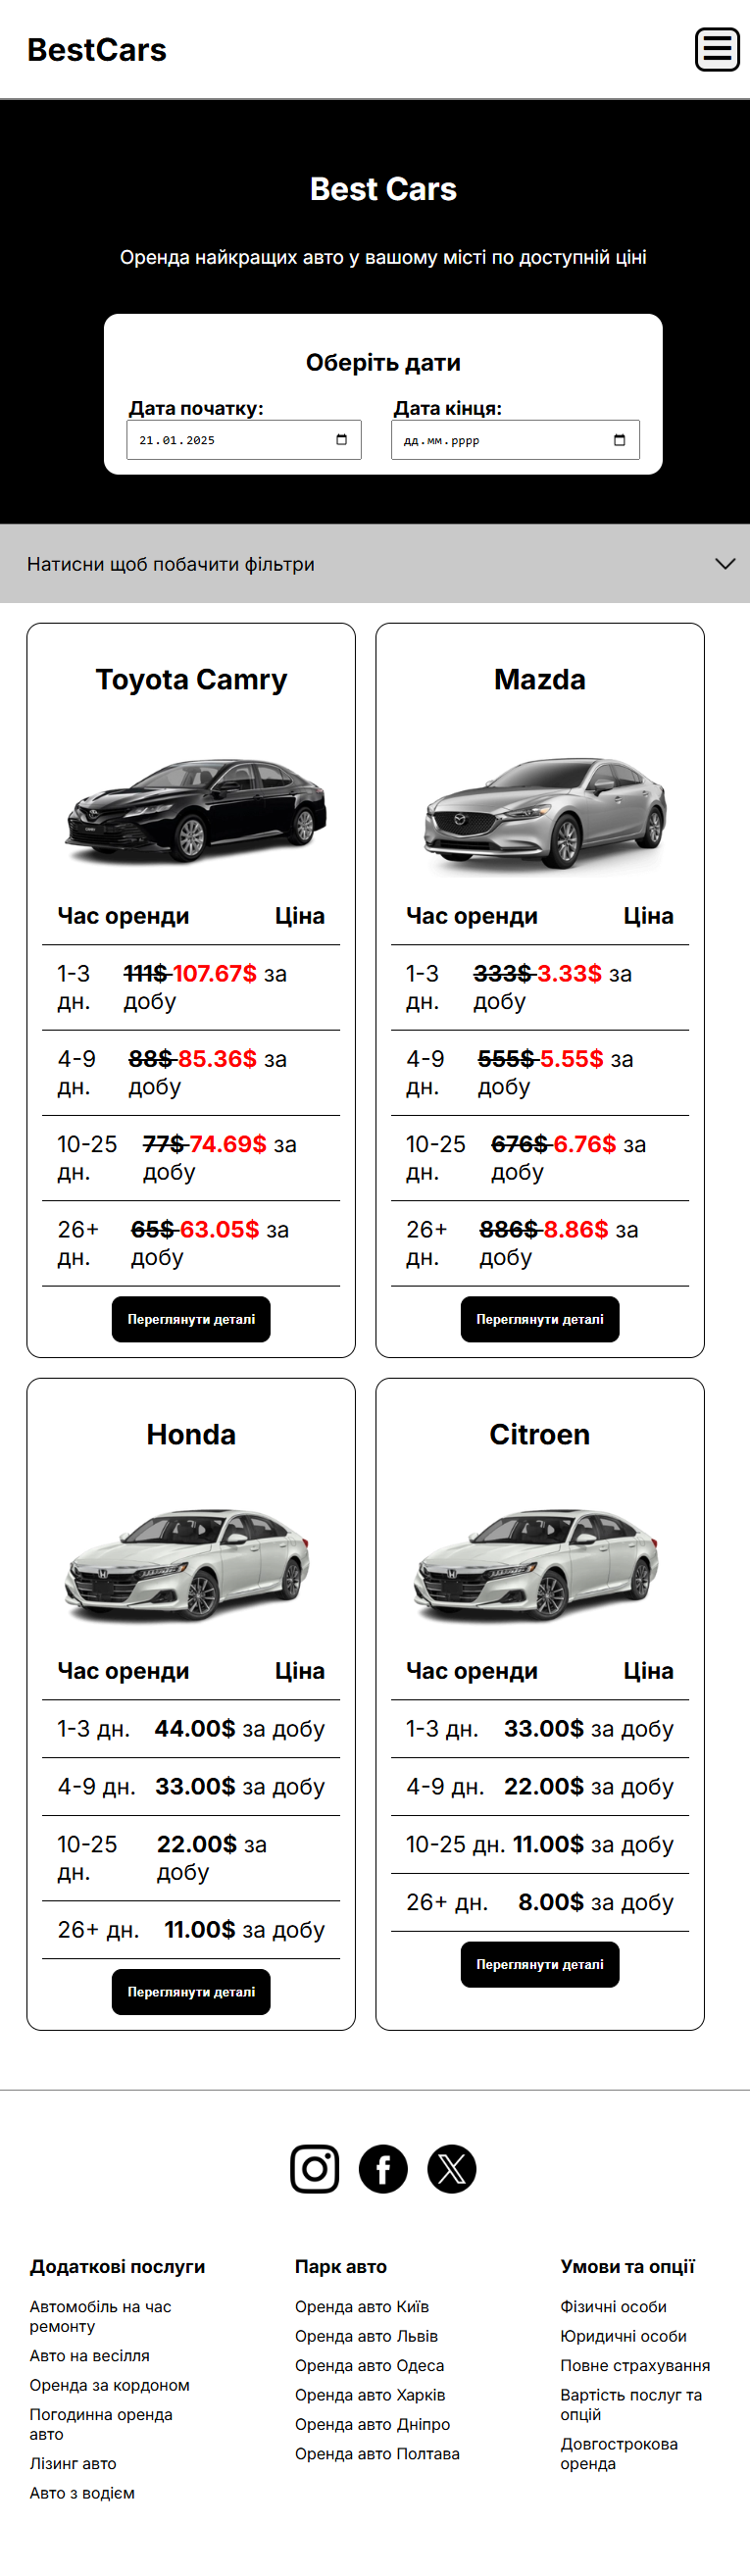 BestCars
Best Cars
Оренда найкращих авто у вашому місті по доступній ціні
Оберіть дати
Дата початку:
Дата кінця:
21.01.2025
дд.мм.рррр
Натисни щоб побачити фільтри
Toyota Camry
Час оренди Ціна
1-3 дн. 111$ 107.67$ за добу
4-9 дн. 88$ 85.36$ за добу
10-25 дн. 77$ 74.69$ за добу
26+ дн. 65$ 63.05$ за добу
Переглянути деталі
Mazda
Час оренди Ціна
1-3 дн. 333$ 3.33$ за добу
4-9 дн. 555$ 5.55$ за добу
10-25 дн. 676$ 6.76$ за добу
26+ дн. 886$ 8.86$ за добу
Переглянути деталі
Honda
Час оренди Ціна
1-3 дн. 44.00$ за добу
4-9 дн. 33.00$ за добу
10-25 дн. 22.00$ за добу
26+ дн. 11.00$ за добу
Переглянути деталі
Citroen
Час оренди Ціна
1-3 дн. 33.00$ за добу
4-9 дн. 22.00$ за добу
10-25 дн. 11.00$ за добу
26+ дн. 8.00$ за добу
Переглянути деталі
Додаткові послуги
Автомобіль на час
ремонту
Авто на весілля
Оренда за кордоном
Погодинна оренда
авто
Лізинг авто
Авто з водієм
Парк авто
Оренда авто Київ
Оренда авто Львів
Оренда авто Одеса
Оренда авто Харків
Оренда авто Дніпро
Оренда авто Полтава
Умови та опції
Фізичні особи
Юридичні особи
Повне страхування
Вартість послуг та
опцій
Довгострокова
оренда